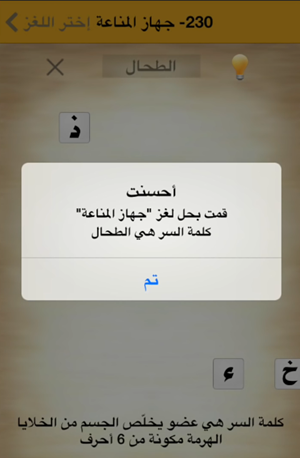 230- جهاز المناعة إختر اللغز
الطحال
ذ
أحسنت
قمت بحل لغز "جهاز المناعة"
كلمة السر هي الطحال
تم
ء خ
كلمة السر هي عضو يخلّص الجسم من الخلايا
الهرمة مكونة من 6 أحرف